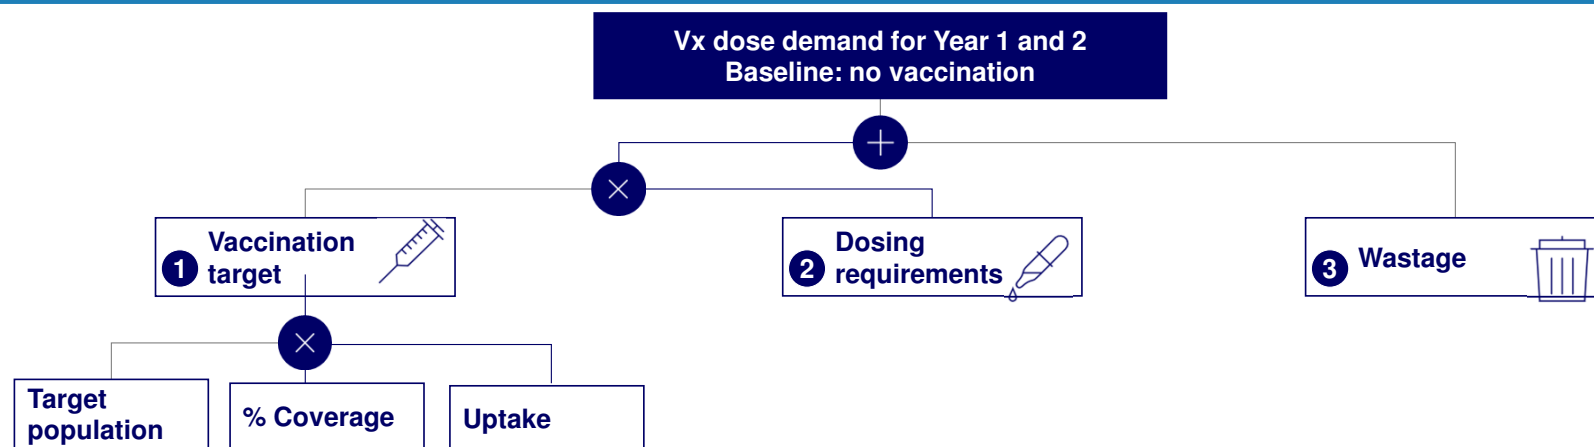 Vx dose demand for Year 1 and 2
Baseline: no vaccination
1
Vaccination
target
2
Dosing
requirements
3
Wastage
Target
population
% Coverage
Uptake